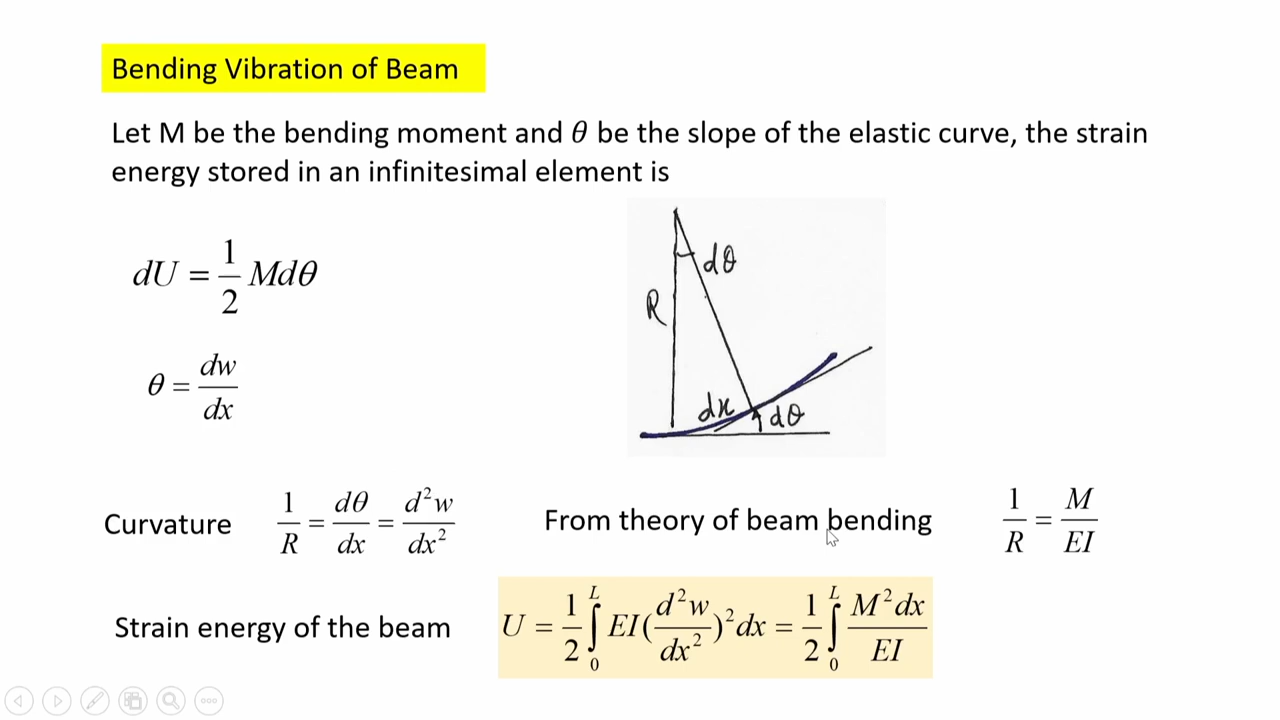 Bending Vibration of Beam
Let M be the bending moment and θ be the slope of the elastic curve, the strain
energy stored in an infinitesimal element is
dU = 1/2 Mdθ
θ = dw/dx
R
dθ
dx
dθ
Curvature 1/R = dθ/dx = d²w/dx²
From theory of beam bending 1/R = M/EI
Strain energy of the beam U = 1/2 ∫₀ᴸ EI(d²w/dx²)²dx = 1/2 ∫₀ᴸ M²dx/EI